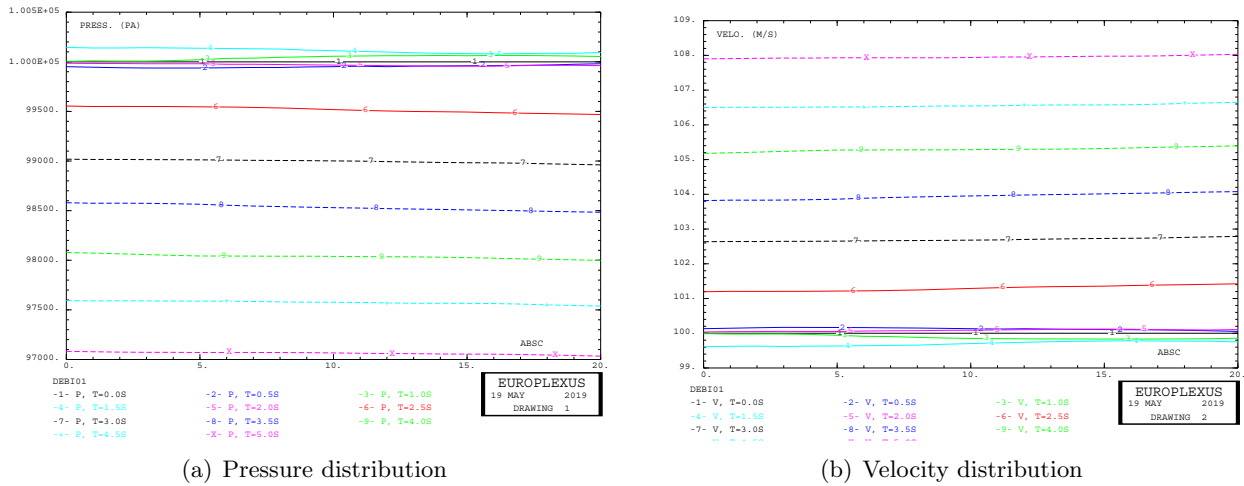 1.005E+05
PRESS. (PA)
1.000E+05
99500.
99000.
98500.
98000.
97500.
97000.
0. 5. 10. 15. 20.
ABSC
DEBI01
-1- P, T=0.0S -2- P, T=0.5S -3- P, T=1.0S
-4- P, T=1.5S -5- P, T=2.0S -6- P, T=2.5S
-7- P, T=3.0S -8- P, T=3.5S -9- P, T=4.0S
-+- P, T=4.5S -X- P, T=5.0S
EUROPLEXUS
19 MAY 2019
DRAWING 1
(a) Pressure distribution
109.
VELO. (M/S)
108.
107.
106.
105.
104.
103.
102.
101.
100.
99.
0. 5. 10. 15. 20.
ABSC
DEBI01
-1- V, T=0.0S -2- V, T=0.5S -3- V, T=1.0S
-4- V, T=1.5S -5- V, T=2.0S -6- V, T=2.5S
-7- V, T=3.0S -8- V, T=3.5S -9- V, T=4.0S
EUROPLEXUS
19 MAY 2019
DRAWING 2
(b) Velocity distribution